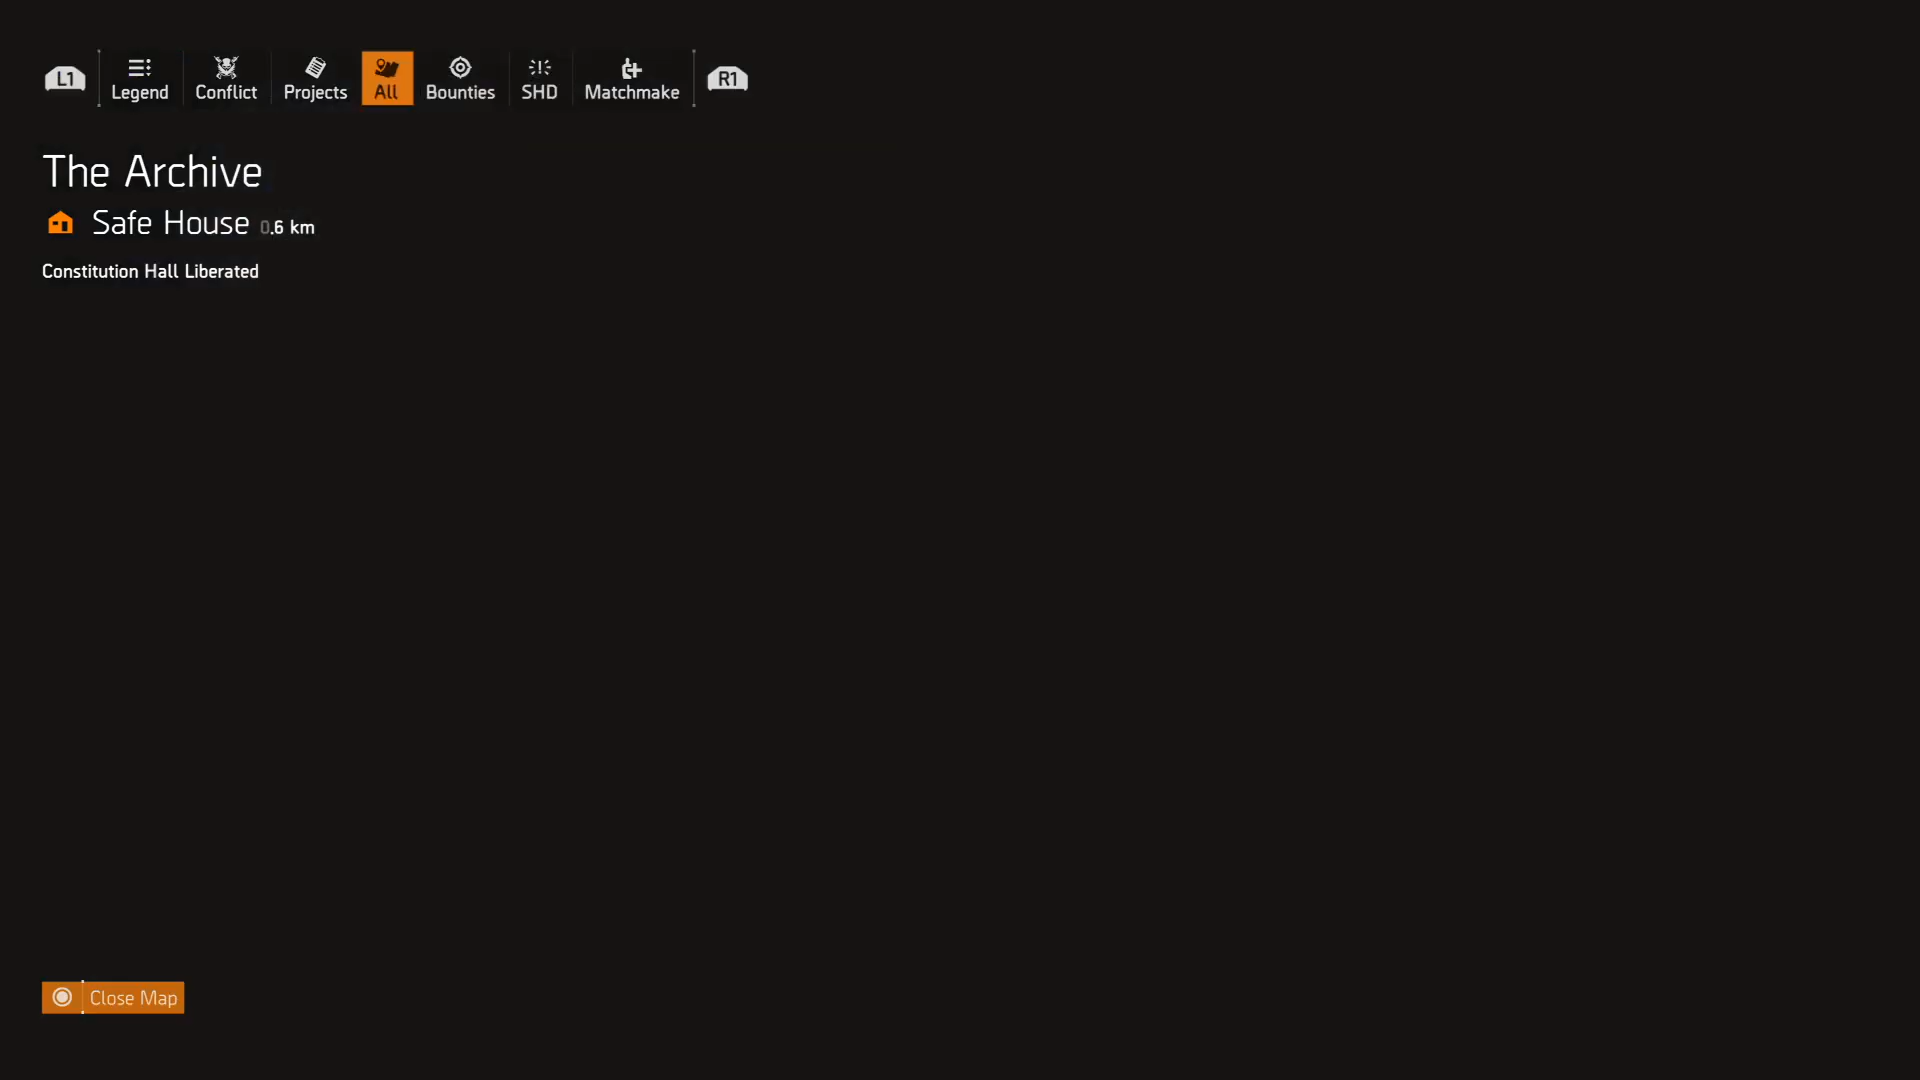 L1 Legend Conflict Projects All Bounties SHD Matchmake R1
The Archive
Safe House 0.6 km
Constitution Hall Liberated
Close Map